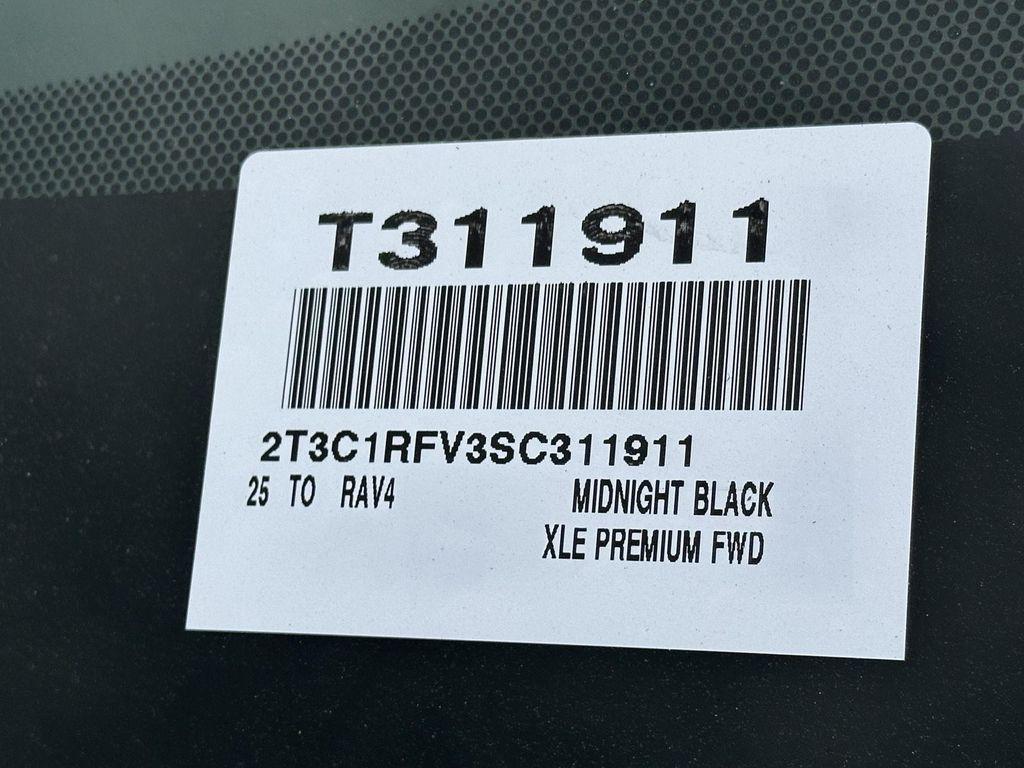 T311911
2T3C1RFV3SC311911
25 TO RAV4 MIDNIGHT BLACK
XLE PREMIUM FWD